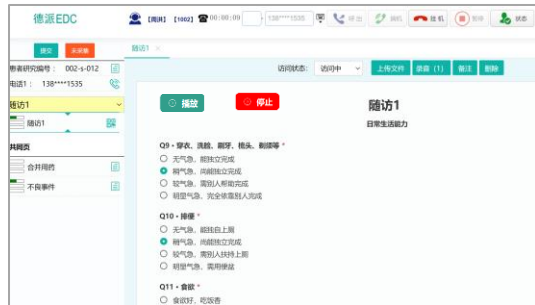 德派EDC
【周琪】 【1002】 00:00:09 138****1535 挂机 状态
提交 未采集
随访1 ×
患者研究编号： 002-s-012
电话1： 138****1535
访问状态： 访问中 上传文件 录音（1） 备注 删除
随访1
随访1
共同页
合并用药
不良事件
播放 停止
随访1
日常生活能力
Q9・穿衣、洗脸、刷牙、梳头、剃须等 *
无气急，能独立完成
稍气急，尚能独立完成
轻气急，需别人帮助完成
明显气急，完全依靠别人完成
Q10・排便 *
无气急，能独自上厕
稍气急，尚能独立完成
轻气急，需别人扶持上厕
明显气急，需用便盆
Q11・食欲 *
食欲好，吃饭香